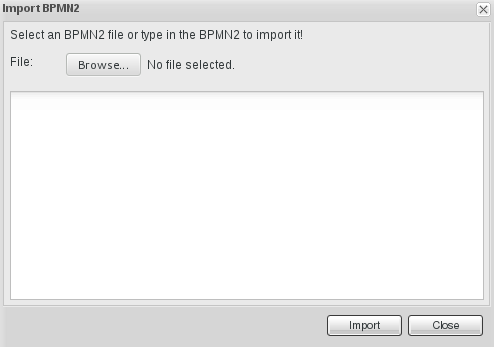 Import BPMN2
Select an BPMN2 file or type in the BPMN2 to import it!
File: Browse... No file selected.
Import Close